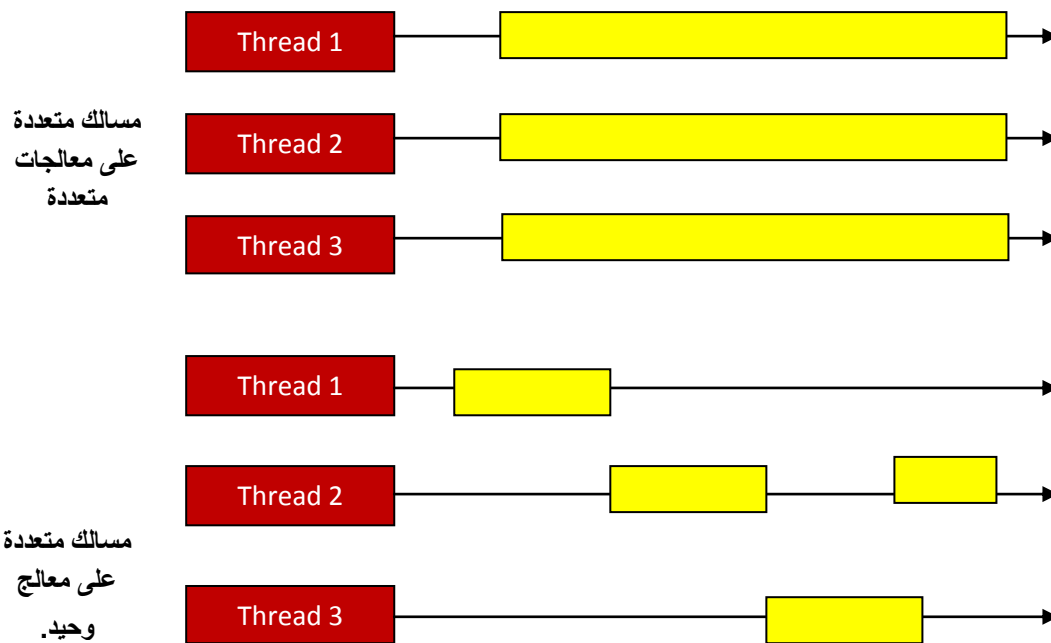 Thread 1
مسالك متعددة
على معالجات
متعددة
Thread 2
Thread 3
Thread 1
Thread 2
مسالك متعددة
على معالج
وحيد.
Thread 3